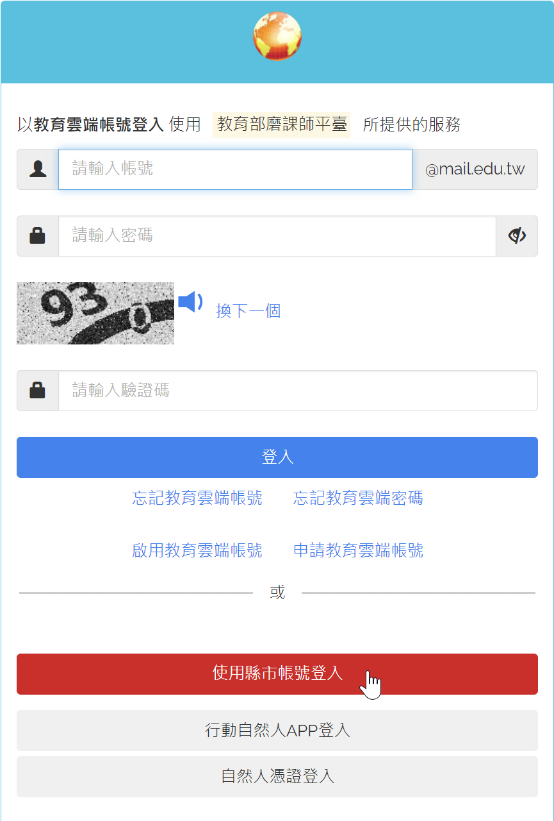 以教育雲端帳號登入 使用 教育部磨課師平臺 所提供的服務
請輸入帳號 @mail.edu.tw
請輸入密碼
930
換下一個
請輸入驗證碼
登入
忘記教育雲端帳號 忘記教育雲端密碼
啟用教育雲端帳號 申請教育雲端帳號
或
使用縣市帳號登入
行動自然人APP登入
自然人憑證登入